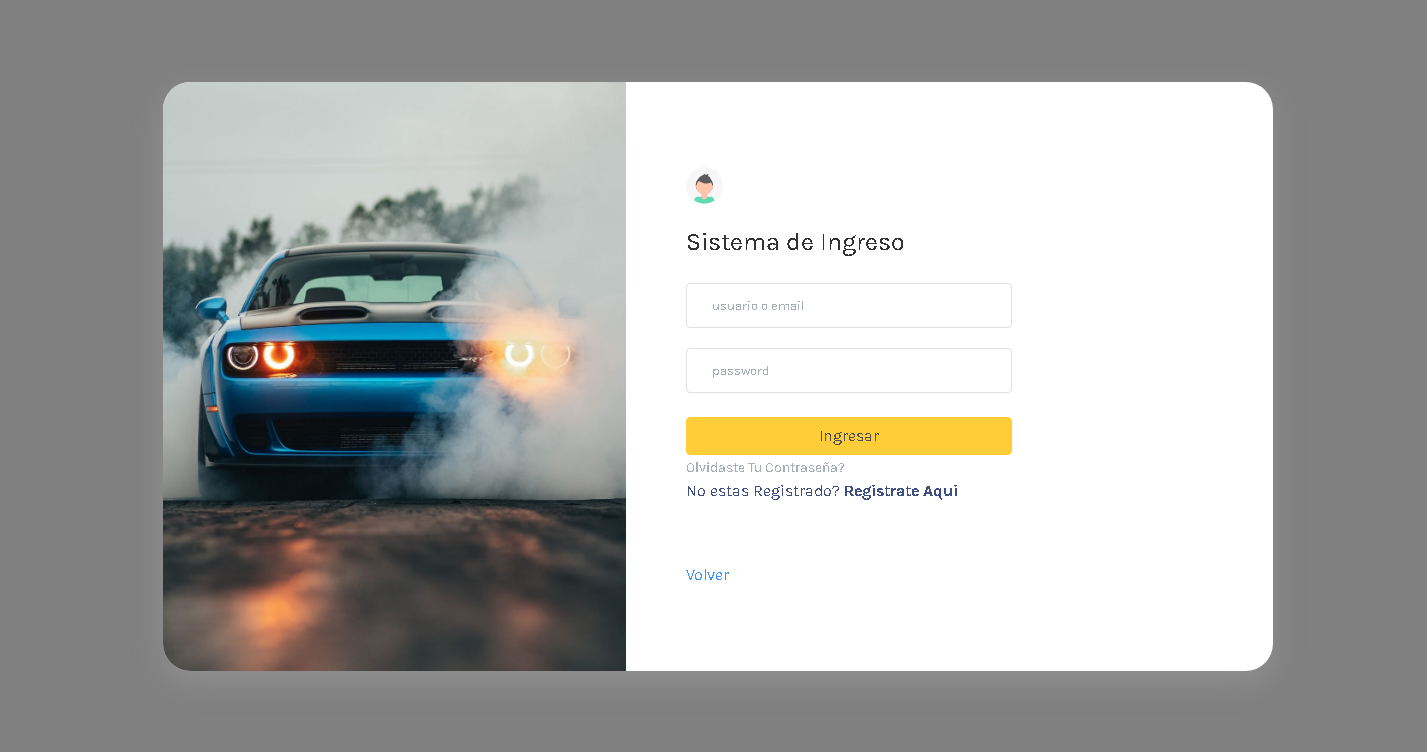 Sistema de Ingreso
usuario o email
password
Ingresar
Olvidaste Tu Contraseña?
No estas Registrado? Registrate Aqui
Volver